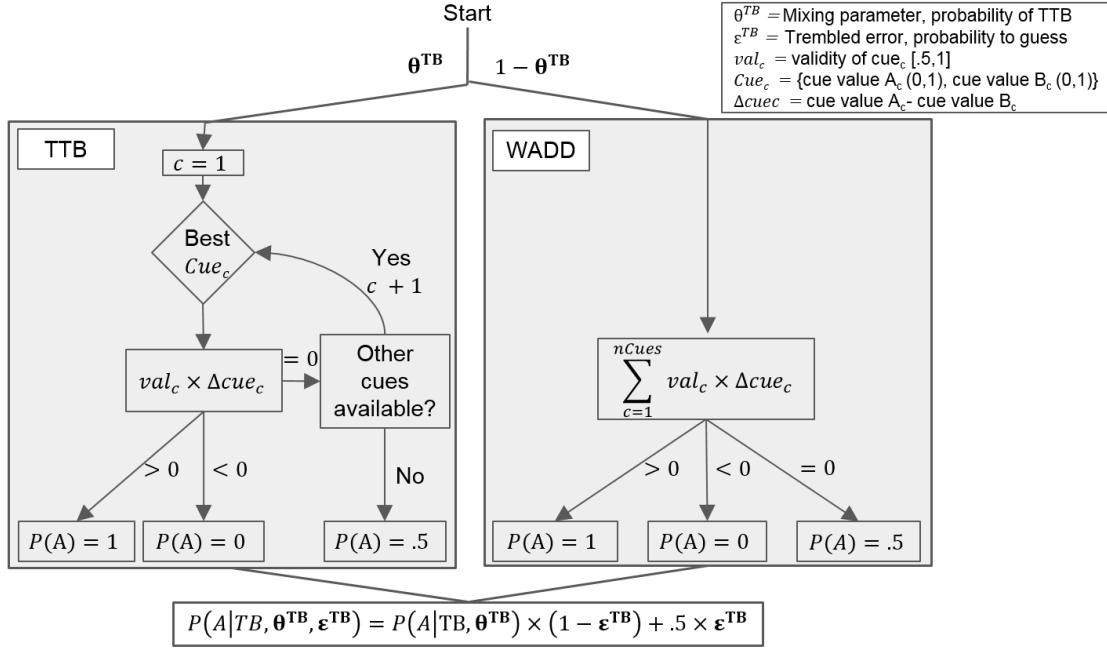 Start
θ^TB
1 − θ^TB
θ^TB = Mixing parameter, probability of TTB
ε^TB = Trembled error, probability to guess
val_c = validity of cue_c [.5,1]
Cue_c = {cue value A_c (0,1), cue value B_c (0,1)}
Δcuec = cue value A_c- cue value B_c
TTB
c = 1
Best
Cue_c
Yes
c + 1
val_c × Δcue_c
= 0
Other
cues
available?
> 0
< 0
No
P(A) = 1
P(A) = 0
P(A) = .5
WADD
nCues
∑ val_c × Δcue_c
c=1
> 0
< 0
= 0
P(A) = 1
P(A) = 0
P(A) = .5
P(A|TB, θ^TB, ε^TB) = P(A|TB, θ^TB) × (1 − ε^TB) + .5 × ε^TB